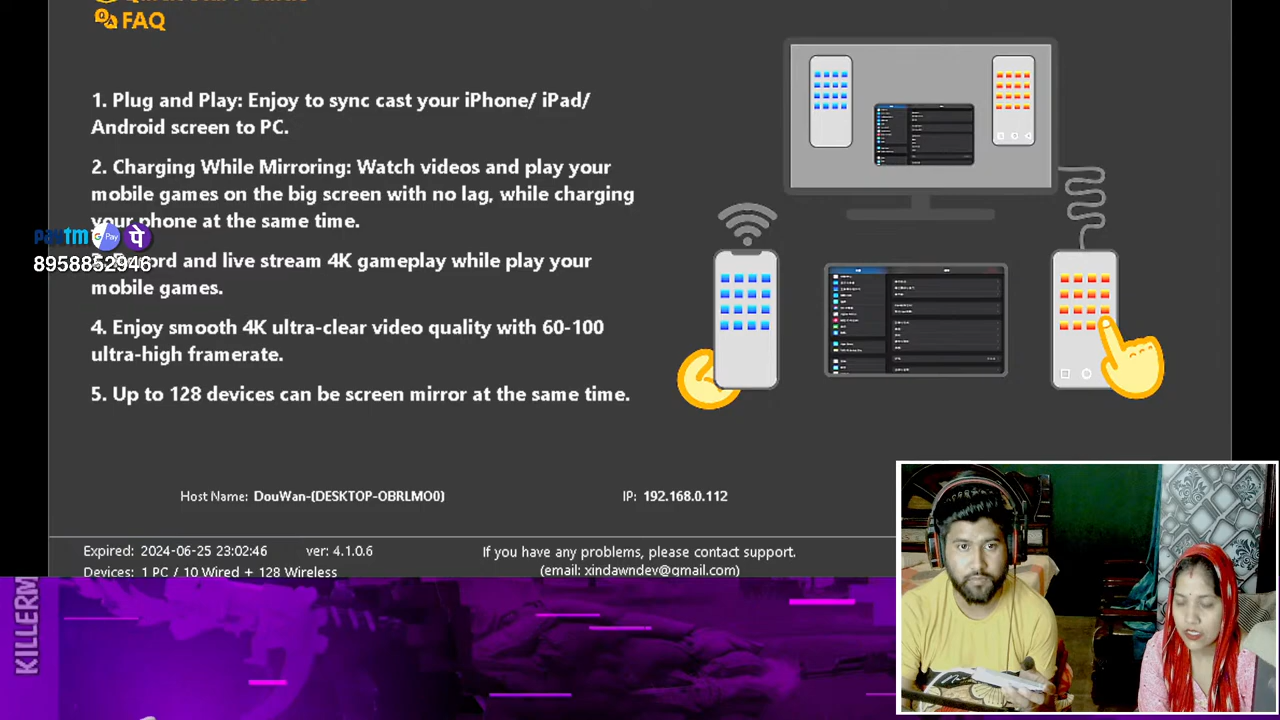 FAQ
1. Plug and Play: Enjoy to sync cast your iPhone/ iPad/
Android screen to PC.
2. Charging While Mirroring: Watch videos and play your
mobile games on the big screen with no lag, while charging
your phone at the same time.
paytm G Pay पे
8958852946
ord and live stream 4K gameplay while play your
mobile games.
4. Enjoy smooth 4K ultra-clear video quality with 60-100
ultra-high framerate.
5. Up to 128 devices can be screen mirror at the same time.
Host Name: DouWan-(DESKTOP-OBRLMO0)
IP: 192.168.0.112
Expired: 2024-06-25 23:02:46 ver: 4.1.0.6
Devices: 1 PC / 10 Wired + 128 Wireless
If you have any problems, please contact support.
(email: xindawndev@gmail.com)
KILLERM